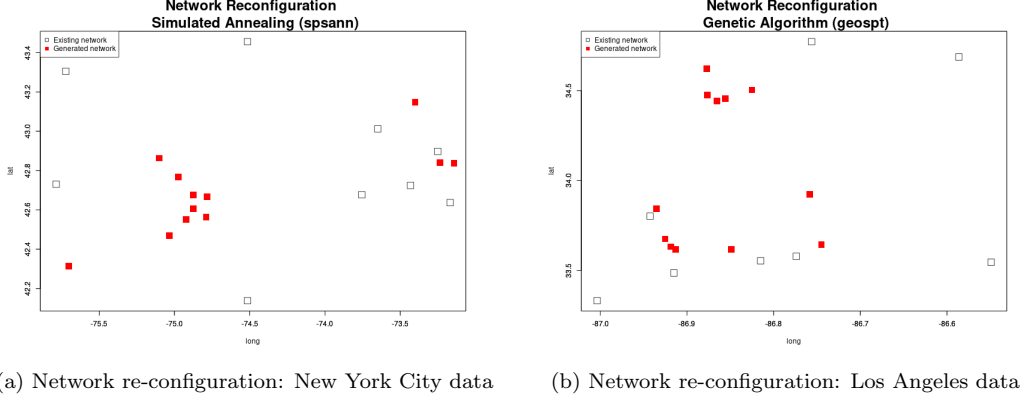 Network Reconfiguration
Simulated Annealing (spsann)
Existing network
Generated network
43.4
43.2
43.0
42.8
42.6
42.4
42.2
lat
-75.5 -75.0 -74.5 -74.0 -73.5
long
Network Reconfiguration
Genetic Algorithm (geospt)
Existing network
Generated network
34.5
34.0
33.5
lat
-87.0 -86.9 -86.8 -86.7 -86.6
long
a) Network re-configuration: New York City data
(b) Network re-configuration: Los Angeles data